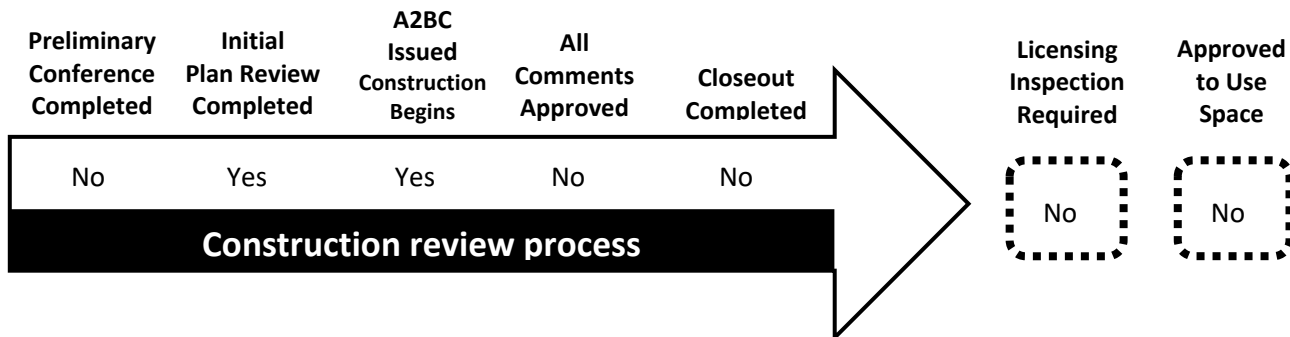 Preliminary
Conference
Completed
Initial
Plan Review
Completed
A2BC
Issued
Construction
Begins
All
Comments
Approved
Closeout
Completed
Licensing
Inspection
Required
Approved
to Use
Space
No
Yes
Yes
No
No
No
No
Construction review process